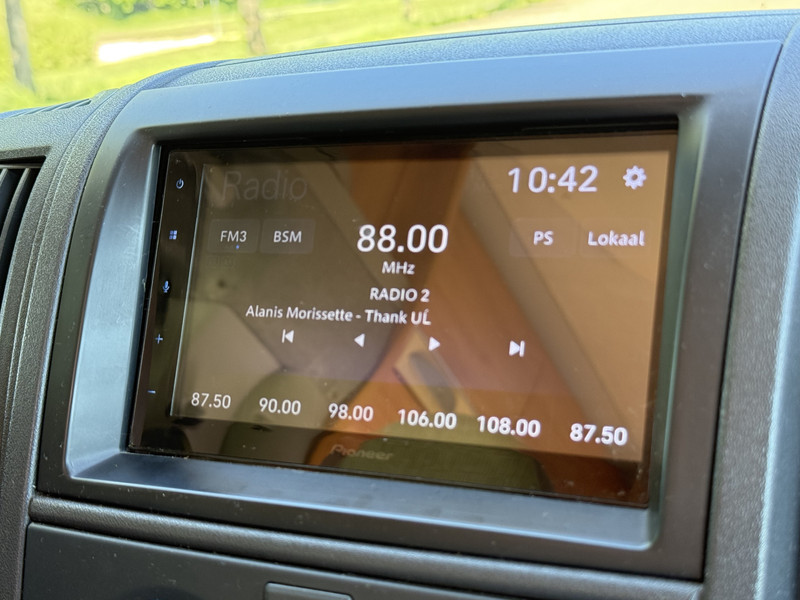 Radio
10:42
FM3 BSM
88.00
PS Lokaal
MHz
RADIO 2
Alanis Morissette - Thank U
87.50 90.00 98.00 106.00 108.00 87.50
Pioneer